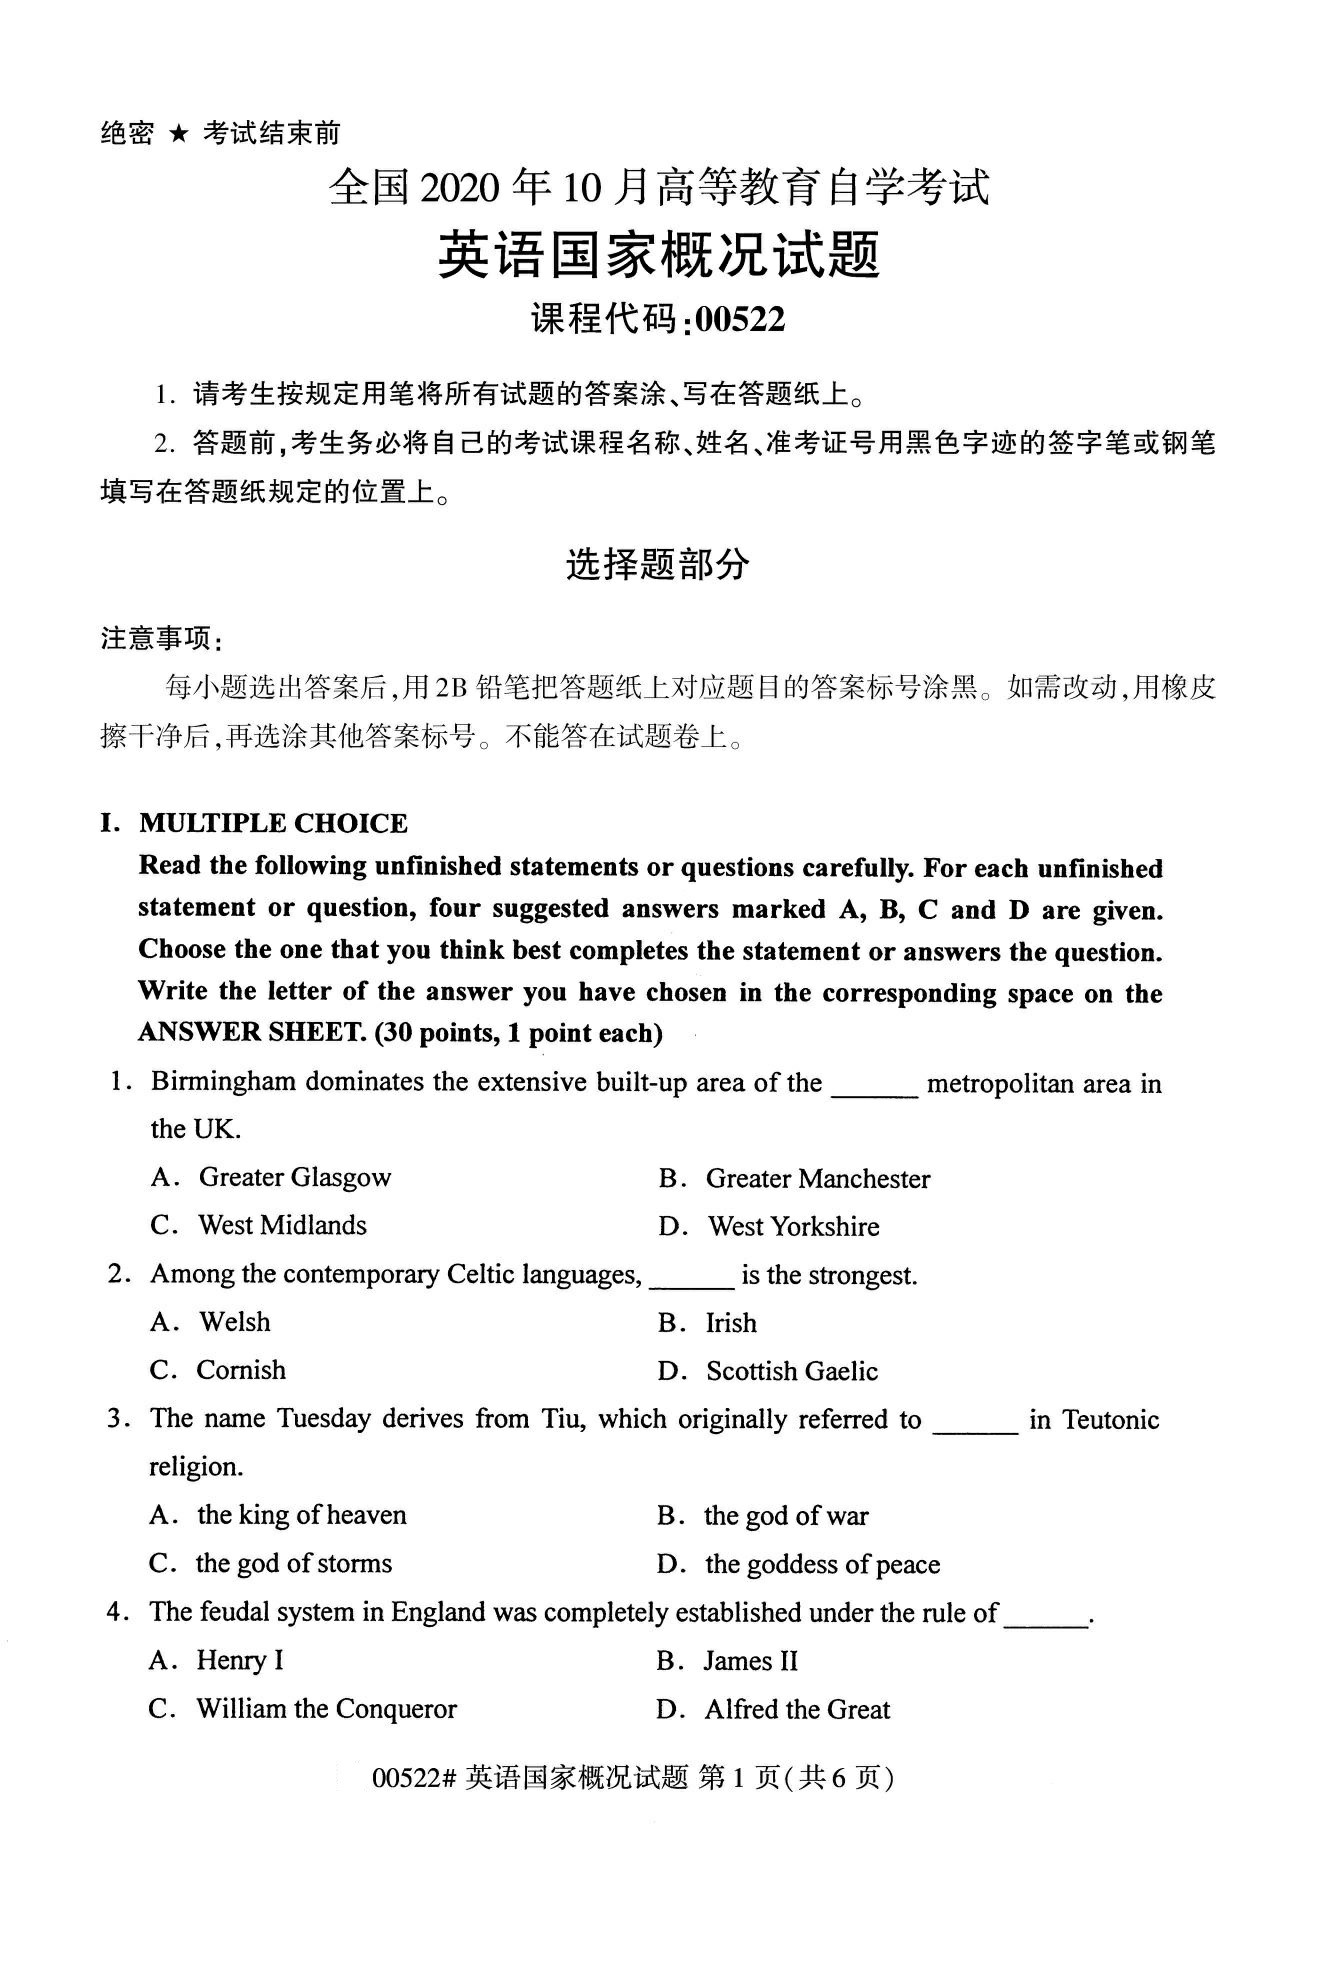 绝密 ★ 考试结束前
全国 2020 年 10 月高等教育自学考试
英语国家概况试题
课程代码:00522
1. 请考生按规定用笔将所有试题的答案涂、写在答题纸上。
2. 答题前,考生务必将自己的考试课程名称、姓名、准考证号用黑色字迹的签字笔或钢笔
填写在答题纸规定的位置上。
选择题部分
注意事项:
每小题选出答案后,用 2B 铅笔把答题纸上对应题目的答案标号涂黑。如需改动,用橡皮
擦干净后,再选涂其他答案标号。不能答在试题卷上。
I. MULTIPLE CHOICE
Read the following unfinished statements or questions carefully. For each unfinished
statement or question, four suggested answers marked A, B, C and D are given.
Choose the one that you think best completes the statement or answers the question.
Write the letter of the answer you have chosen in the corresponding space on the
ANSWER SHEET. (30 points, 1 point each)
1. Birmingham dominates the extensive built-up area of the ______ metropolitan area in
the UK.
A. Greater Glasgow B. Greater Manchester
C. West Midlands D. West Yorkshire
2. Among the contemporary Celtic languages, ______ is the strongest.
A. Welsh B. Irish
C. Cornish D. Scottish Gaelic
3. The name Tuesday derives from Tiu, which originally referred to ______ in Teutonic
religion.
A. the king of heaven B. the god of war
C. the god of storms D. the goddess of peace
4. The feudal system in England was completely established under the rule of ______.
A. Henry I B. James II
C. William the Conqueror D. Alfred the Great
00522# 英语国家概况试题 第 1 页(共 6 页)